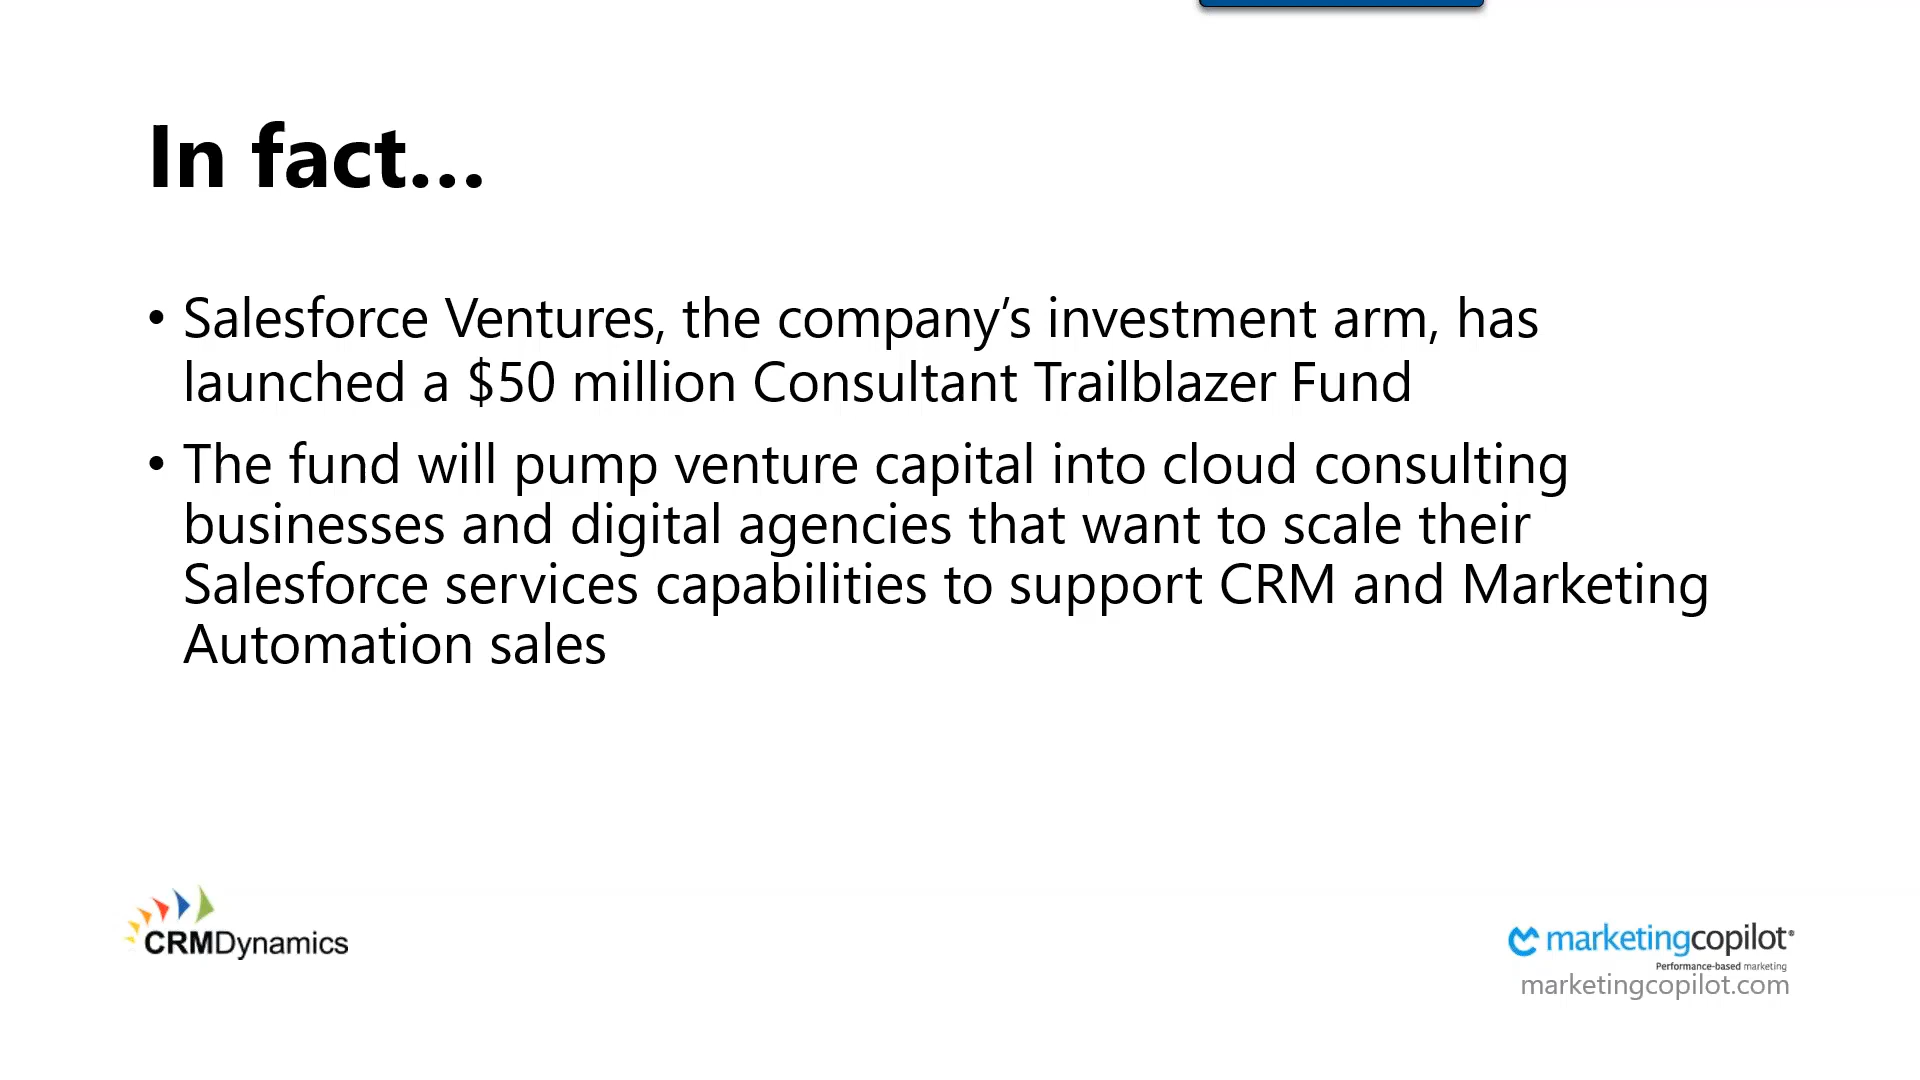 In fact…
• Salesforce Ventures, the company’s investment arm, has
launched a $50 million Consultant Trailblazer Fund
• The fund will pump venture capital into cloud consulting
businesses and digital agencies that want to scale their
Salesforce services capabilities to support CRM and Marketing
Automation sales
CRMDynamics
marketingcopilot®
Performance-based marketing
marketingcopilot.com